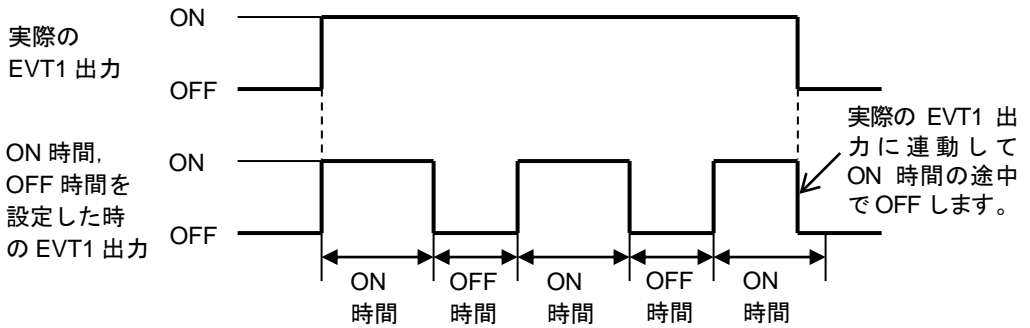 実際の
EVT1 出力
ON
OFF
ON 時間,
OFF 時間を
設定した時
の EVT1 出力
ON
OFF
実際の EVT1 出
力に連動して
ON 時間の途中
で OFF します。
ON
時間
OFF
時間
ON
時間
OFF
時間
ON
時間